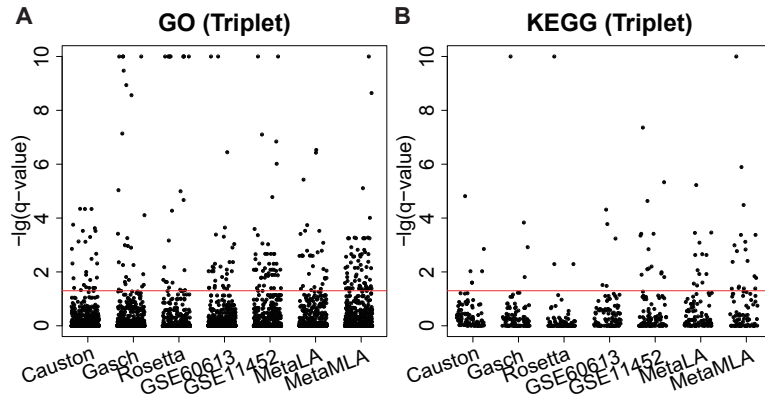 A
GO (Triplet)
−lg(q−value)
10
8
6
4
2
0
Causton
Gasch
Rosetta
GSE60613
GSE11452
MetaLA
MetaMLA
B
KEGG (Triplet)
−lg(q−value)
10
8
6
4
2
0
Causton
Gasch
Rosetta
GSE60613
GSE11452
MetaLA
MetaMLA